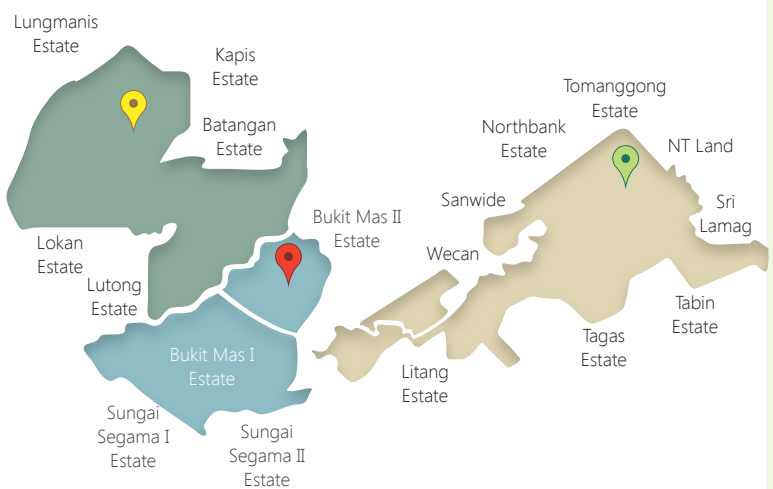 Lungmanis
Estate
Kapis
Estate
Batangan
Estate
Lokan
Estate
Lutong
Estate
Bukit Mas II
Estate
Bukit Mas I
Estate
Sungai
Segama I
Estate
Sungai
Segama II
Estate
Tomanggong
Estate
Northbank
Estate
NT Land
Sanwide
Sri
Lamag
Wecan
Tabin
Estate
Tagas
Estate
Litang
Estate